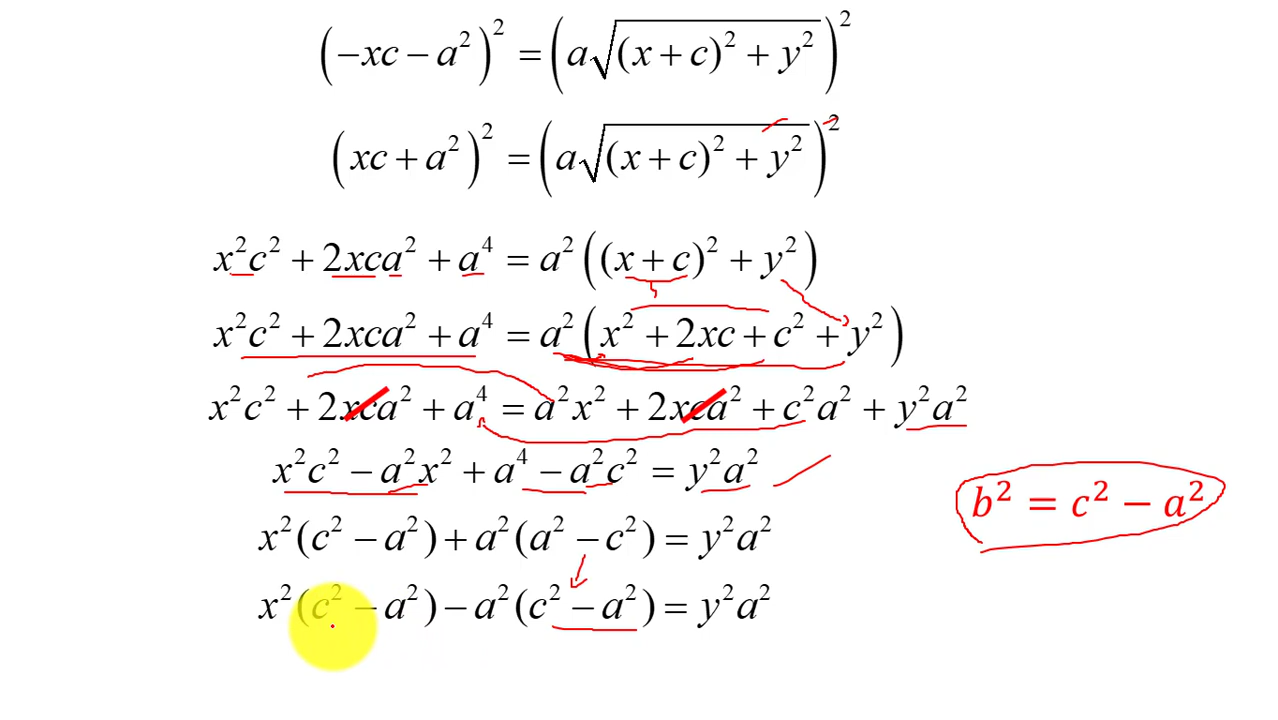 (−xc − a²)² = (a√((x + c)² + y²))²
(xc + a²)² = (a√((x + c)² + y²))²
x²c² + 2xca² + a⁴ = a²((x + c)² + y²)
x²c² + 2xca² + a⁴ = a²(x² + 2xc + c² + y²)
x²c² + 2xca² + a⁴ = a²x² + 2xca² + c²a² + y²a²
x²c² − a²x² + a⁴ − a²c² = y²a²
b² = c² − a²
x²(c² − a²) + a²(a² − c²) = y²a²
x²(c² − a²) − a²(c² − a²) = y²a²